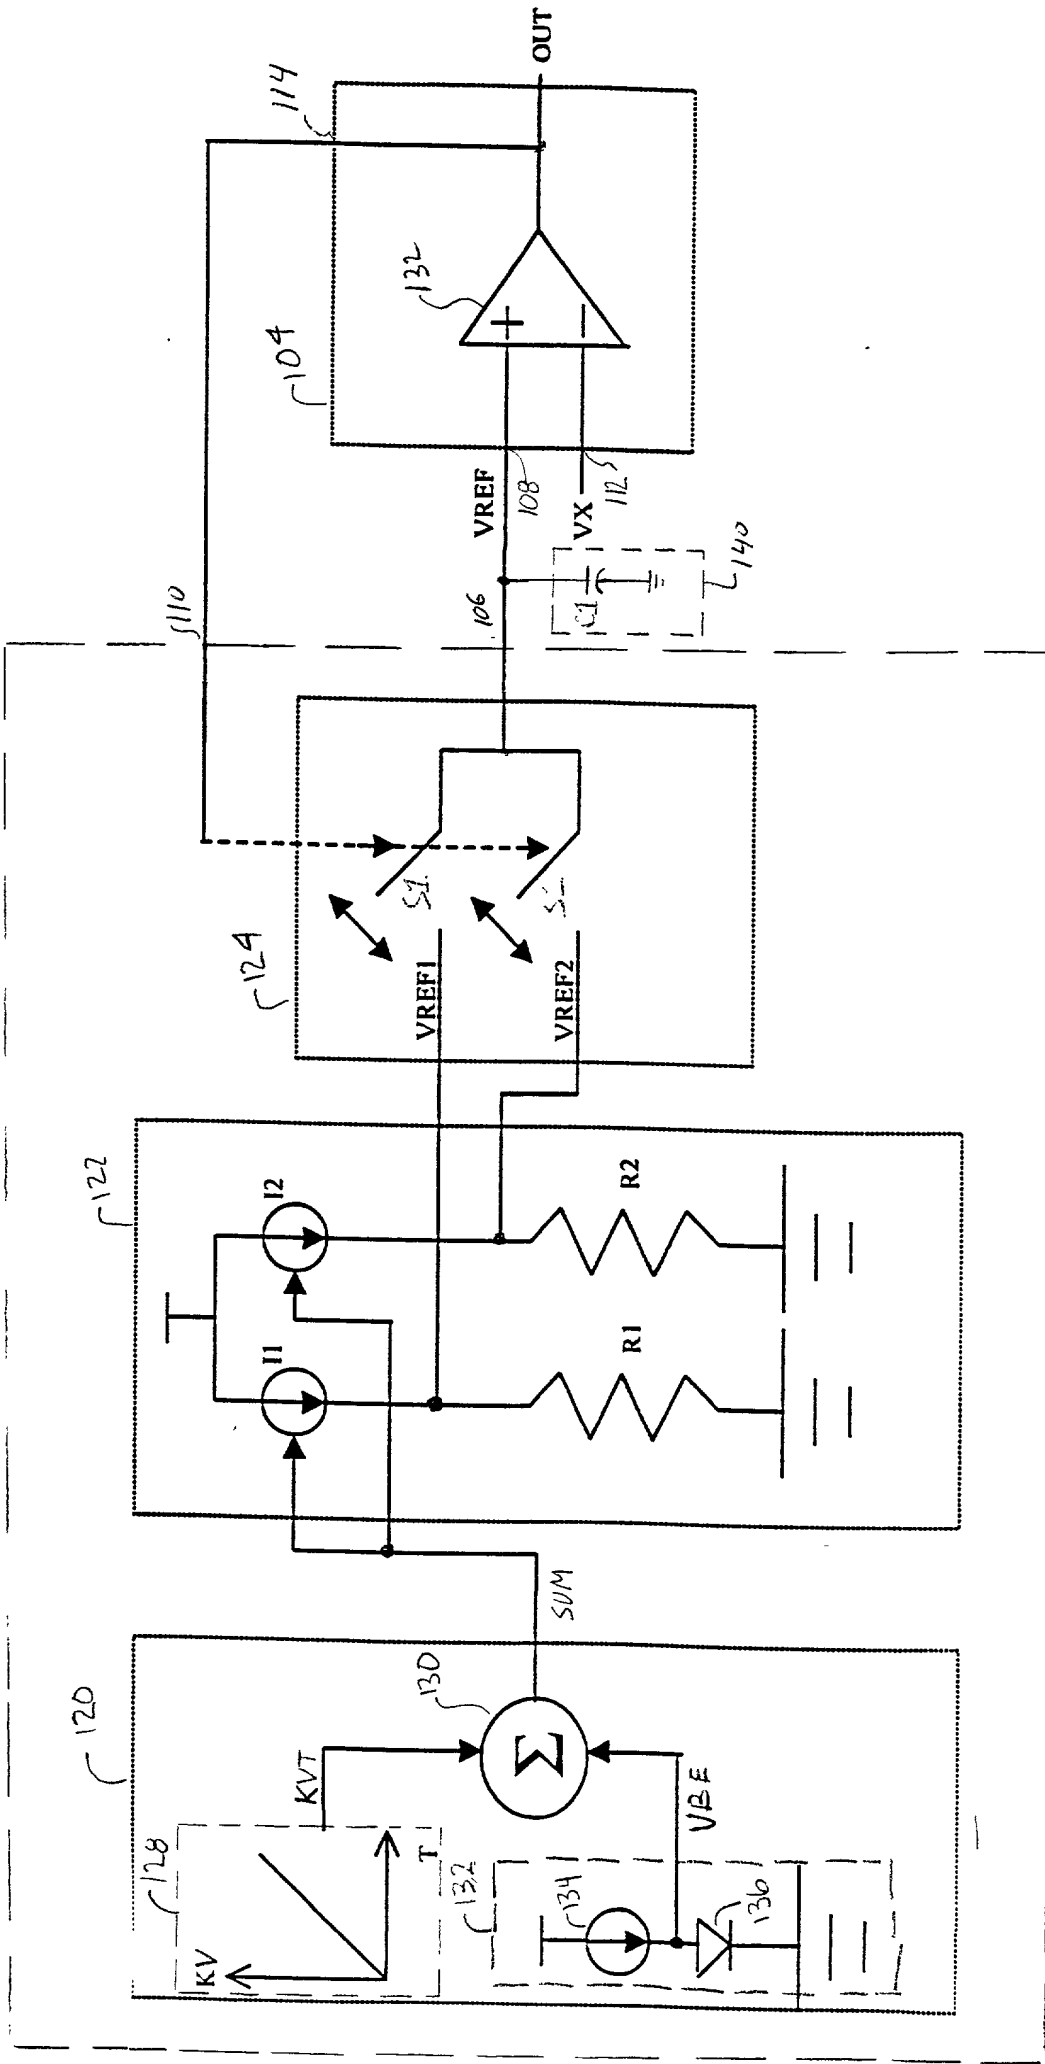 120
128
KV
T
KVT
130
Σ
132
134
136
VBE
SUM
122
I1
I2
R1
R2
124
VREF1
VREF2
S1
110
106
VREF
108
VX
112
C1
140
104
132
+
−
114
OUT